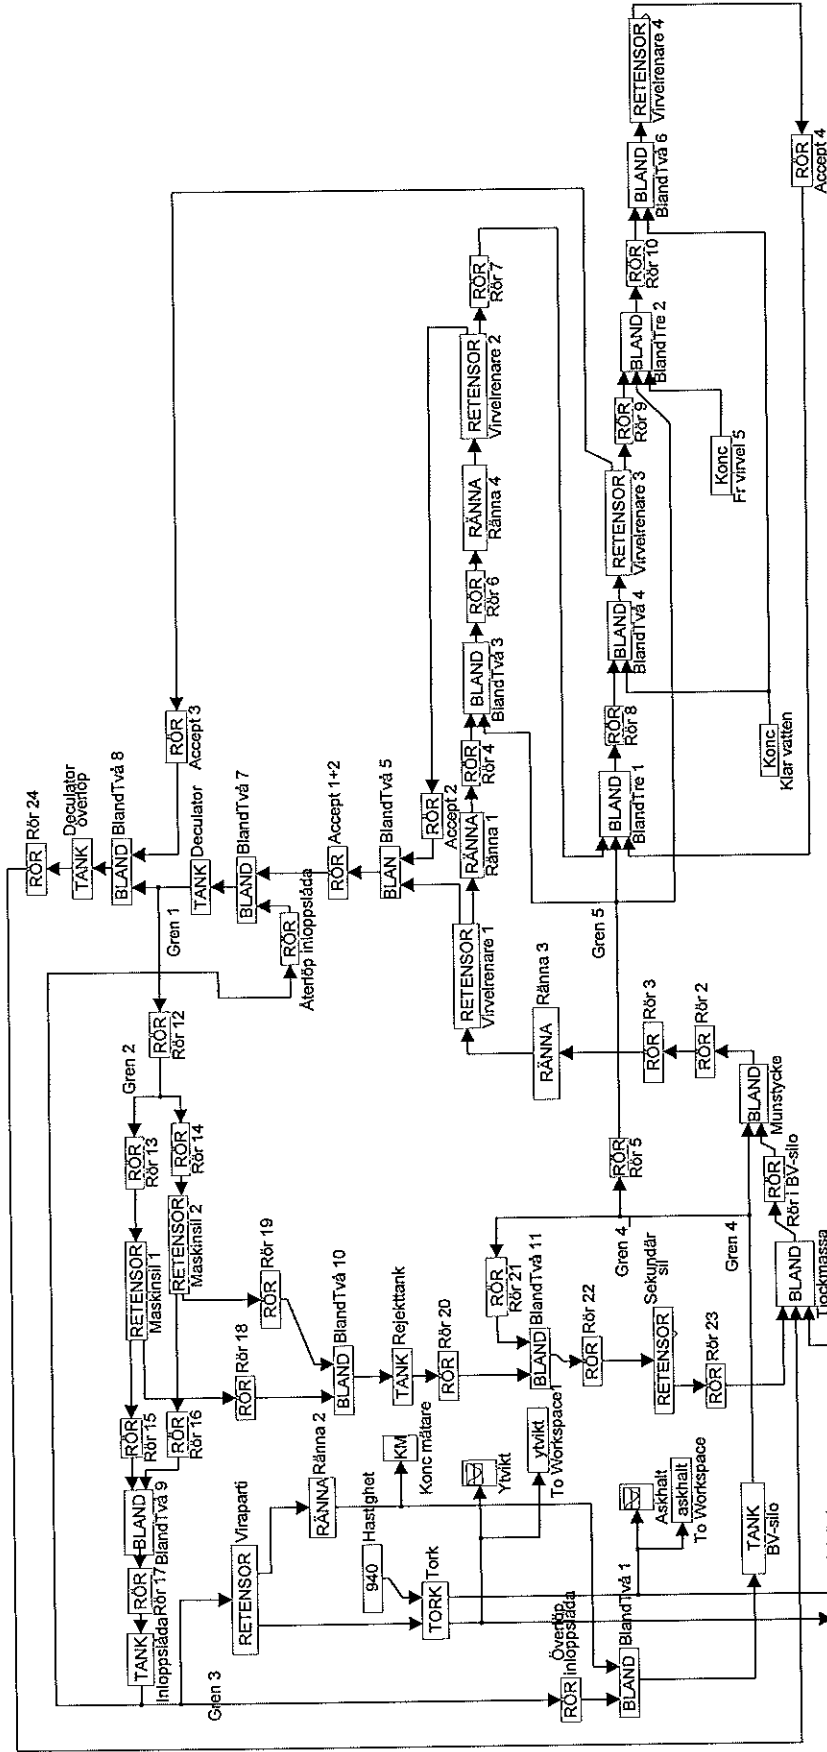 RÖR
Rör 24
TANK
Deculator
överlöp
BLAND
BlandTvå 8
RÖR
Accept 3
Gren 1
TANK
Deculator
BLAND
BlandTvå 7
RÖR
Återlöp inloppslåda
RÖR
Accept 1+2
BLAN
BlandTvå 5
RÖR
Accept 2
RÖR
Rör 12
Gren 2
RÖR
Rör 13
RÖR
Rör 14
RETENSOR
Maskinsil 1
RETENSOR
Maskinsil 2
RÖR
Rör 15
RÖR
Rör 16
BLAND
BlandTvå 9
RÖR
Rör 17
TANK
Inloppslåda
Gren 3
RÖR
Rör 18
RÖR
Rör 19
BLAND
BlandTvå 10
TANK
Rejekttank
RÖR
Rör 20
RÖR
Rör 21
BLAND
BlandTvå 11
RÖR
Rör 22
RETENSOR
Sekundär
sil
RÖR
Rör 23
RETENSOR
Viraparti
RÄNNA
Ränna 2
KM
Konc mätare
940
Hastighet
TORK
Tork
Ytvikt
ytvikt
To Workspace1
Askhalt
askhalt
To Workspace
RÖR
Överlöp
inloppslåda
BLAND
BlandTvå 1
TANK
BV-silo
BLAND
Tjockmassa
RÖR
Rör i BV-silo
BLAND
Munstycke
Gren 4
Gren 4
RÖR
Rör 2
RÖR
Rör 3
RÄNNA
Ränna 3
RÖR
Rör 5
Gren 5
RETENSOR
Virvelrenare 1
RÄNNA
Ränna 1
RÖR
Rör 4
BLAND
BlandTvå 3
RÖR
Rör 6
RÄNNA
Ränna 4
RETENSOR
Virvelrenare 2
RÖR
Rör 7
BLAND
BlandTre 1
RÖR
Rör 8
BLAND
BlandTvå 4
RETENSOR
Virvelrenare 3
RÖR
Rör 9
BLAND
BlandTre 2
RÖR
Rör 10
BLAND
BlandTvå 6
RETENSOR
Virvelrenare 4
RÖR
Accept 4
Konc
Fr virvel 5
Konc
Klar vatten